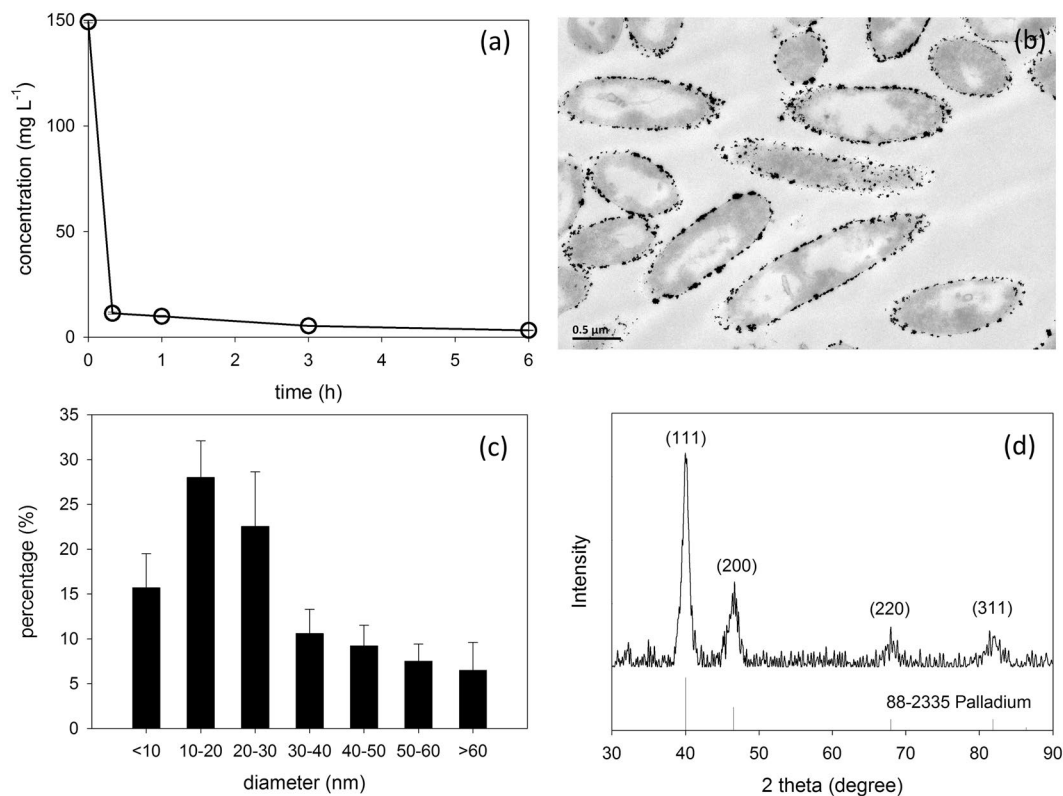 (a)
150
100
50
0
concentration (mg L⁻¹)
0 1 2 3 4 5 6
time (h)
(b)
0.5 µm
(c)
35
30
25
20
15
10
5
0
percentage (%)
<10 10-20 20-30 30-40 40-50 50-60 >60
diameter (nm)
(d)
(111)
(200)
(220)
(311)
Intensity
88-2335 Palladium
30 40 50 60 70 80 90
2 theta (degree)